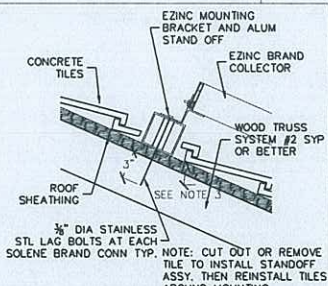 EZINC MOUNTING
BRACKET AND ALUM
STAND OFF
CONCRETE
TILES
EZINC BRAND
COLLECTOR
WOOD TRUSS
SYSTEM #2 SYP
OR BETTER
3"
ROOF
SHEATHING
SEE NOTE 3
DIA STAINLESS
STL LAG BOLTS AT EACH
SOLENE BRAND CONN TYP.
NOTE: CUT OUT OR REMOVE
TILE TO INSTALL STANDOFF
ASSY. THEN REINSTALL TILES
AROUND MOUNTING